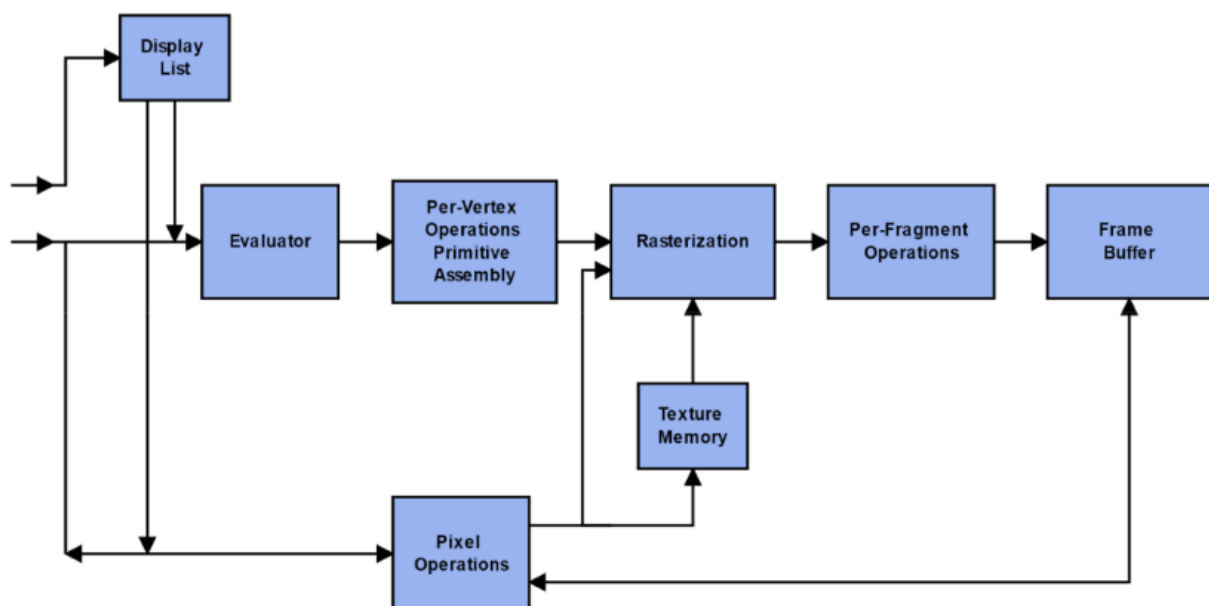 Display
List
Evaluator
Per-Vertex
Operations
Primitive
Assembly
Rasterization
Per-Fragment
Operations
Frame
Buffer
Texture
Memory
Pixel
Operations